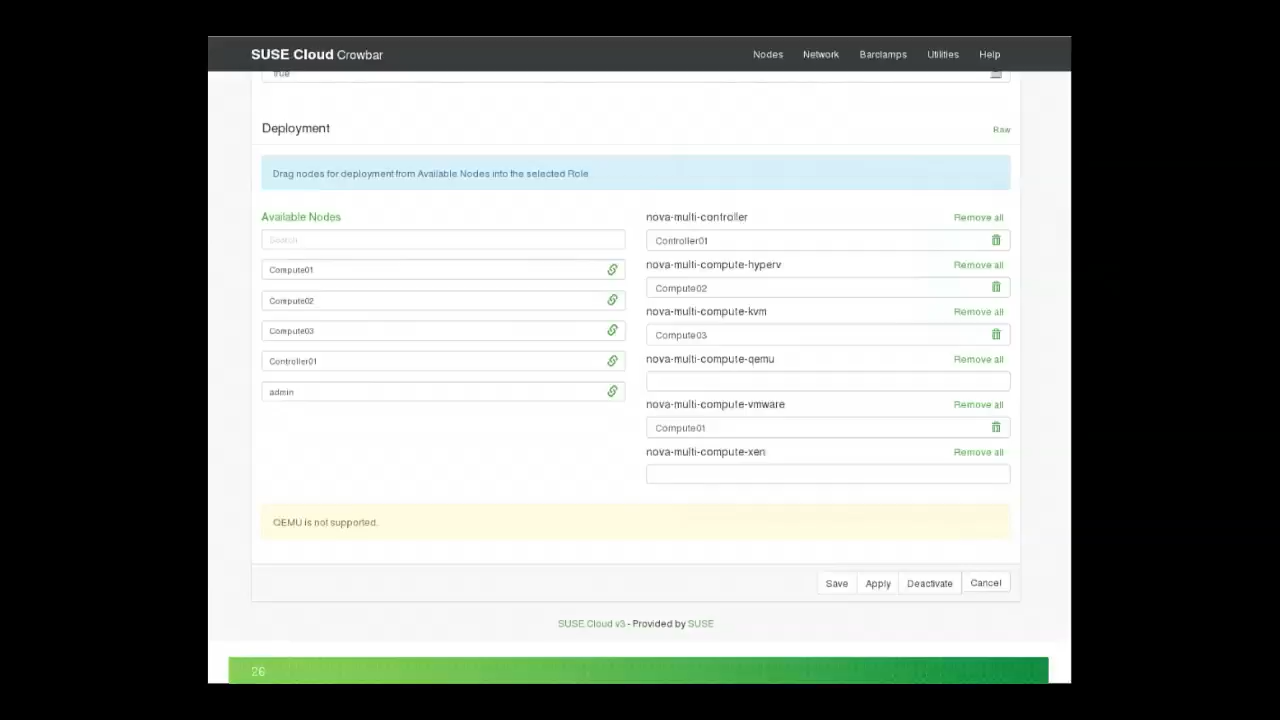 SUSE Cloud Crowbar
Nodes Network Barclamps Utilities Help
true
Deployment
Raw
Drag nodes for deployment from Available Nodes into the selected Role
Available Nodes
Search
Compute01
Compute02
Compute03
Controller01
admin
nova-multi-controller Remove all
Controller01
nova-multi-compute-hyperv Remove all
Compute02
nova-multi-compute-kvm Remove all
Compute03
nova-multi-compute-qemu Remove all
nova-multi-compute-vmware Remove all
Compute01
nova-multi-compute-xen Remove all
QEMU is not supported.
Save Apply Deactivate Cancel
SUSE Cloud v3 - Provided by SUSE
26